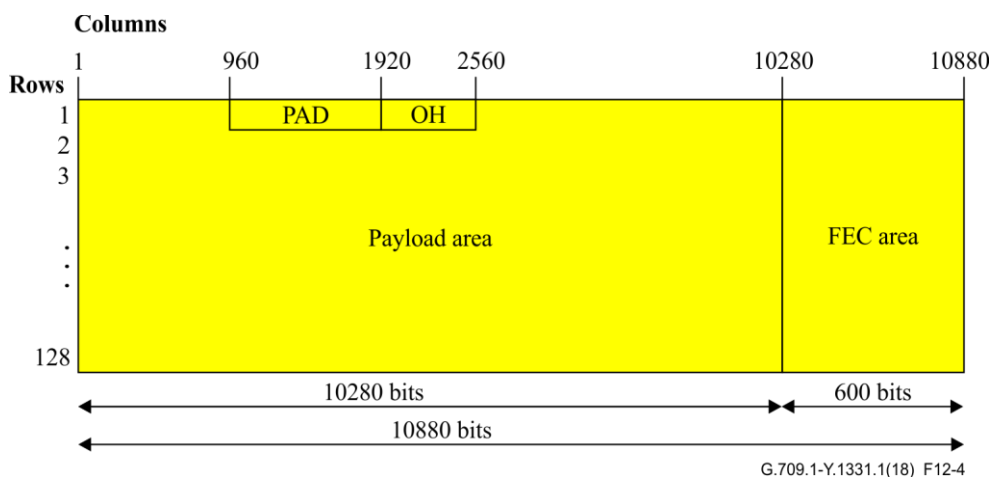 Columns
1 960 1920 2560 10280 10880
Rows
1 PAD OH
2
3
Payload area FEC area
.
.
.
128
10280 bits 600 bits
10880 bits
G.709.1-Y.1331.1(18) F12-4